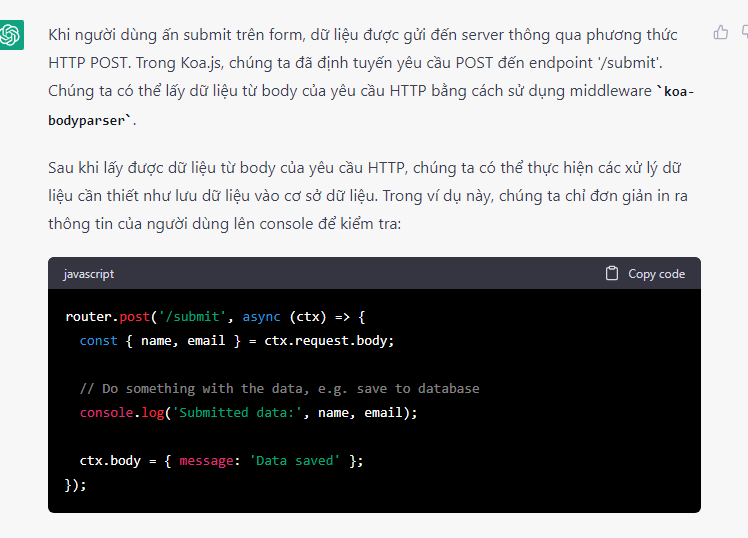 Khi người dùng ấn submit trên form, dữ liệu được gửi đến server thông qua phương thức
HTTP POST. Trong Koa.js, chúng ta đã định tuyến yêu cầu POST đến endpoint '/submit'.
Chúng ta có thể lấy dữ liệu từ body của yêu cầu HTTP bằng cách sử dụng middleware `koa-
bodyparser`.
Sau khi lấy được dữ liệu từ body của yêu cầu HTTP, chúng ta có thể thực hiện các xử lý dữ
liệu cần thiết như lưu dữ liệu vào cơ sở dữ liệu. Trong ví dụ này, chúng ta chỉ đơn giản in ra
thông tin của người dùng lên console để kiểm tra:
javascript Copy code
router.post('/submit', async (ctx) => {
  const { name, email } = ctx.request.body;
  // Do something with the data, e.g. save to database
  console.log('Submitted data:', name, email);
  ctx.body = { message: 'Data saved' };
});